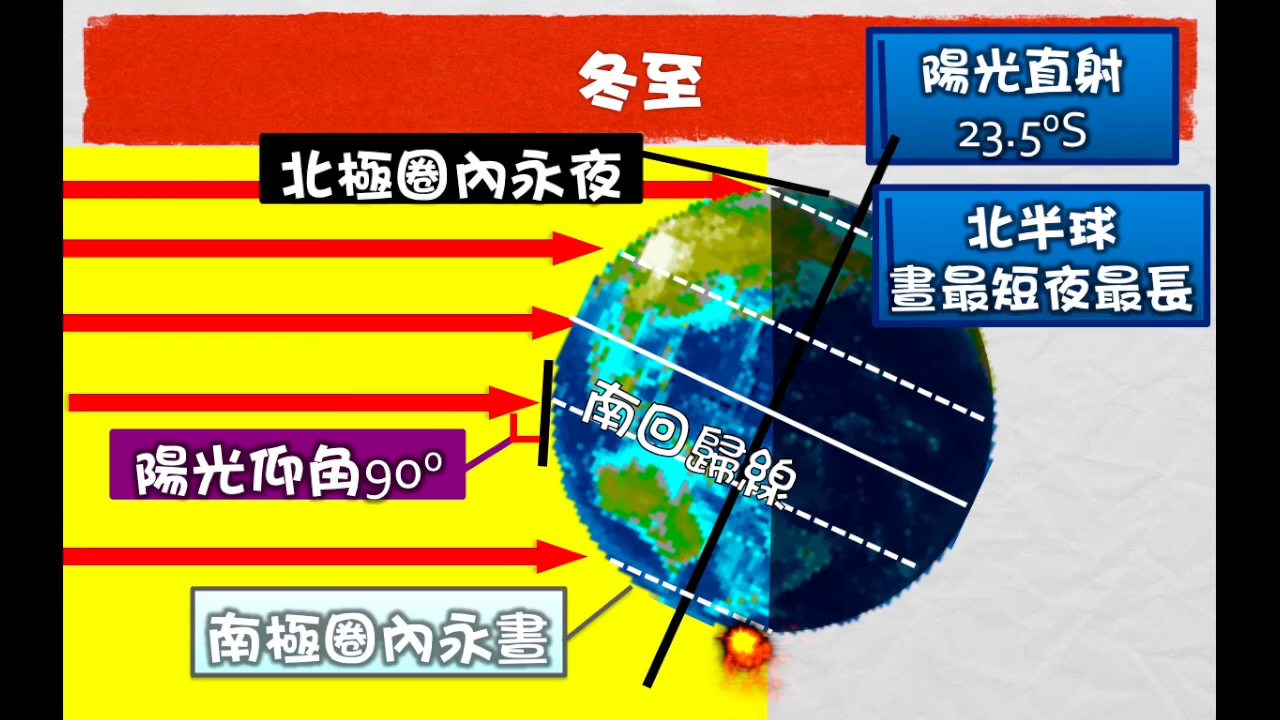 冬至
陽光直射
23.5ºS
北極圈內永夜
北半球
晝最短夜最長
南回歸線
陽光仰角90º
南極圈內永晝